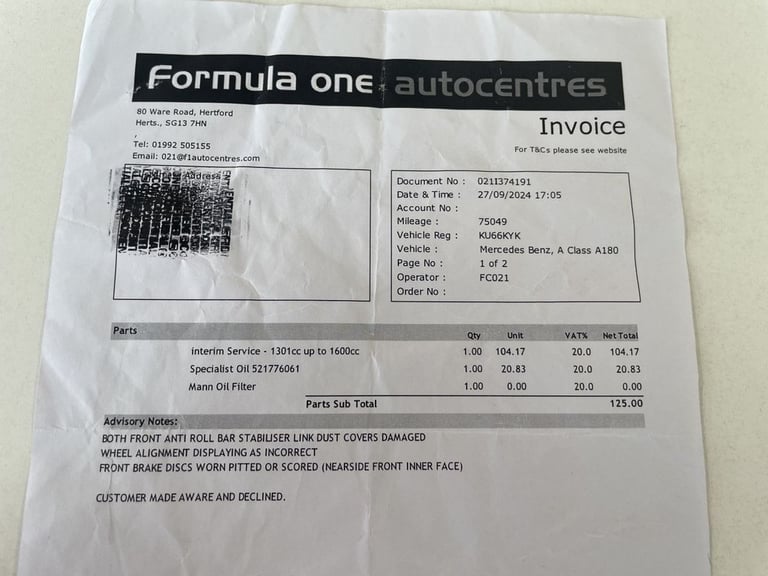 Formula one autocentres
80 Ware Road, Hertford
Herts., SG13 7HN
Tel: 01992 505155
Email: 021@f1autocentres.com
Invoice
For T&Cs please see website
Address
Document No : 0211374191
Date & Time : 27/09/2024 17:05
Account No :
Mileage : 75049
Vehicle Reg : KU66KYK
Vehicle : Mercedes Benz, A Class A180
Page No : 1 of 2
Operator : FC021
Order No :
Parts Qty Unit VAT% Net Total
Interim Service - 1301cc up to 1600cc 1.00 104.17 20.0 104.17
Specialist Oil 521776061 1.00 20.83 20.0 20.83
Mann Oil Filter 1.00 0.00 20.0 0.00
Parts Sub Total 125.00
Advisory Notes:
BOTH FRONT ANTI ROLL BAR STABILISER LINK DUST COVERS DAMAGED
WHEEL ALIGNMENT DISPLAYING AS INCORRECT
FRONT BRAKE DISCS WORN PITTED OR SCORED (NEARSIDE FRONT INNER FACE)
CUSTOMER MADE AWARE AND DECLINED.